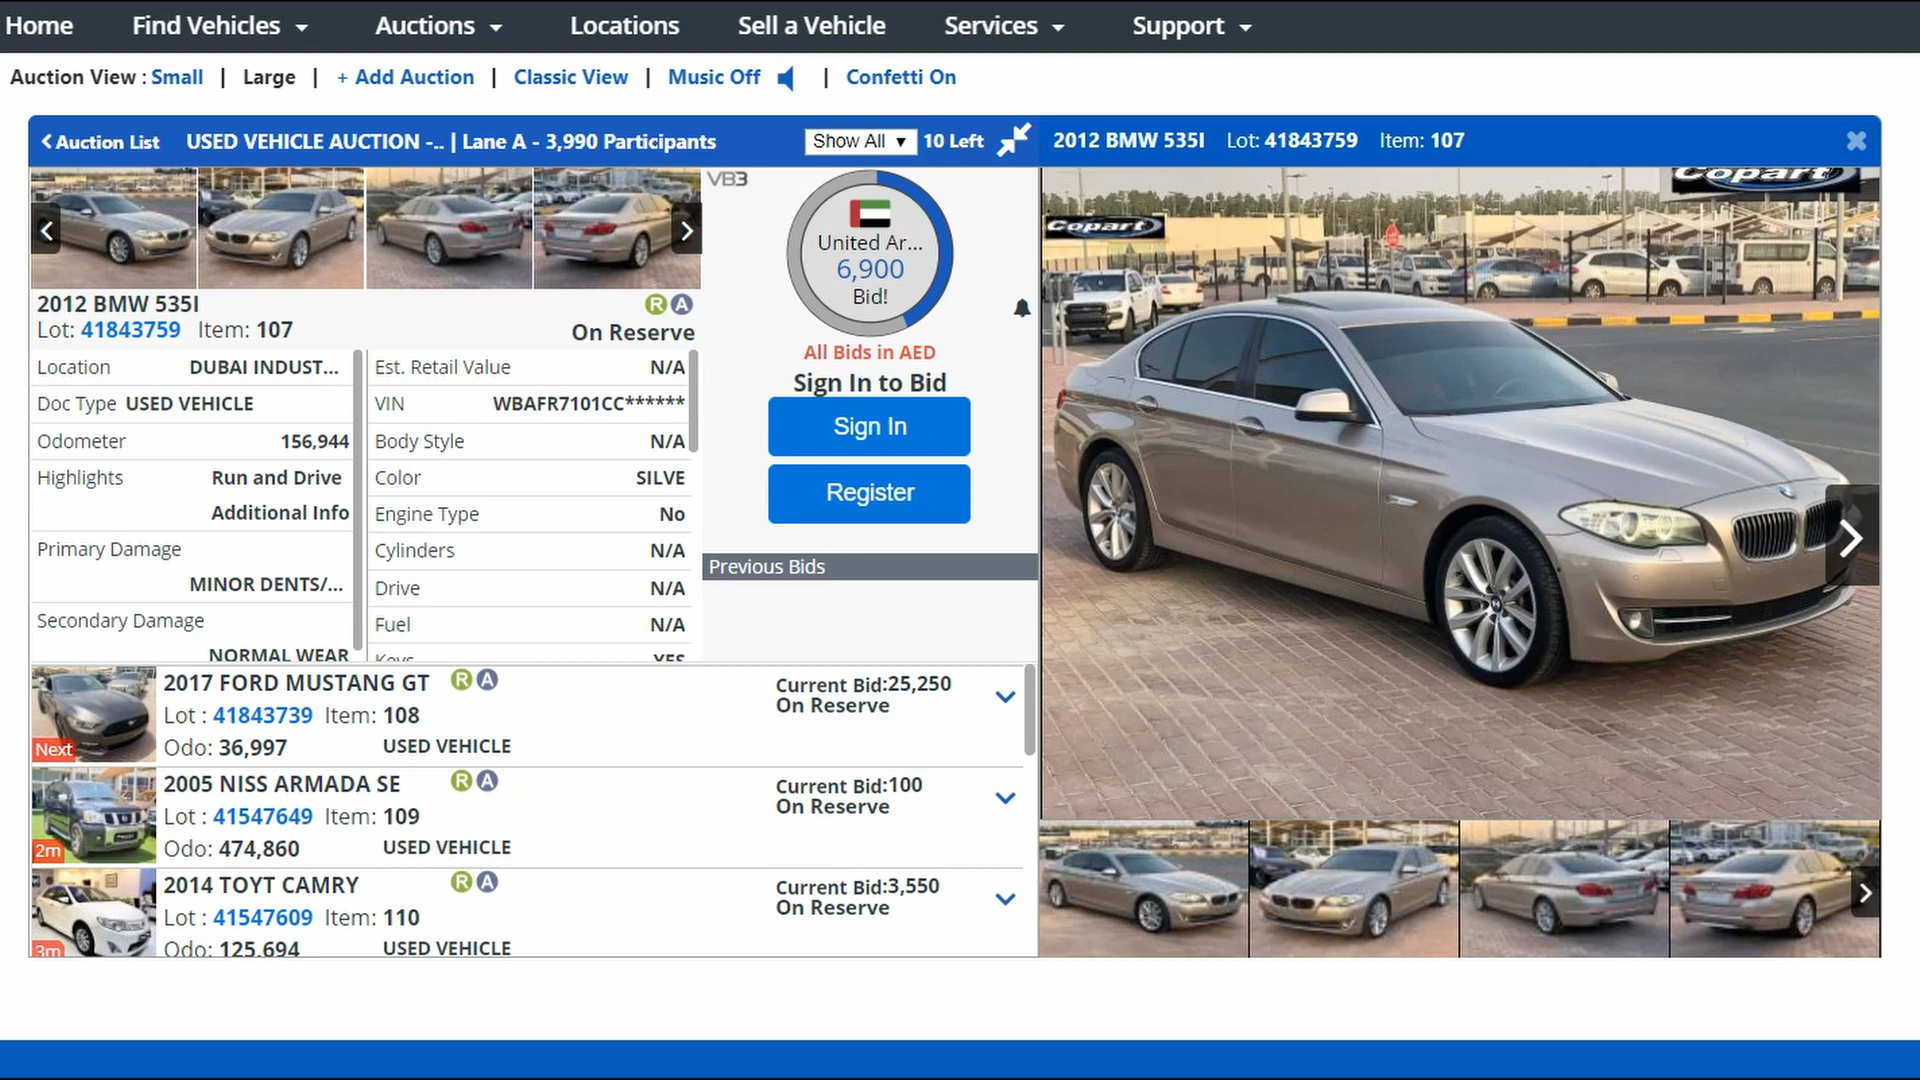 Home Find Vehicles Auctions Locations Sell a Vehicle Services Support
Auction View : Small | Large | + Add Auction | Classic View | Music Off | Confetti On
Auction List USED VEHICLE AUCTION -.. | Lane A - 3,990 Participants Show All 10 Left
2012 BMW 535I Lot: 41843759 Item: 107
VB3
United Ar...
6,900
Bid!
All Bids in AED
Sign In to Bid
Sign In
Register
Previous Bids
2012 BMW 535I R A
Lot: 41843759 Item: 107 On Reserve
Location DUBAI INDUST...
Doc Type USED VEHICLE
Odometer 156,944
Highlights Run and Drive
Additional Info
Primary Damage
MINOR DENTS/...
Secondary Damage
NORMAL WEAR
Est. Retail Value N/A
VIN WBAFR7101CC******
Body Style N/A
Color SILVE
Engine Type No
Cylinders N/A
Drive N/A
Fuel N/A
Keys YES
Next
2017 FORD MUSTANG GT R A
Lot : 41843739 Item: 108
Odo: 36,997 USED VEHICLE
Current Bid:25,250
On Reserve
2m
2005 NISS ARMADA SE R A
Lot : 41547649 Item: 109
Odo: 474,860 USED VEHICLE
Current Bid:100
On Reserve
3m
2014 TOYT CAMRY R A
Lot : 41547609 Item: 110
Odo: 125,694 USED VEHICLE
Current Bid:3,550
On Reserve
Copart
Copart